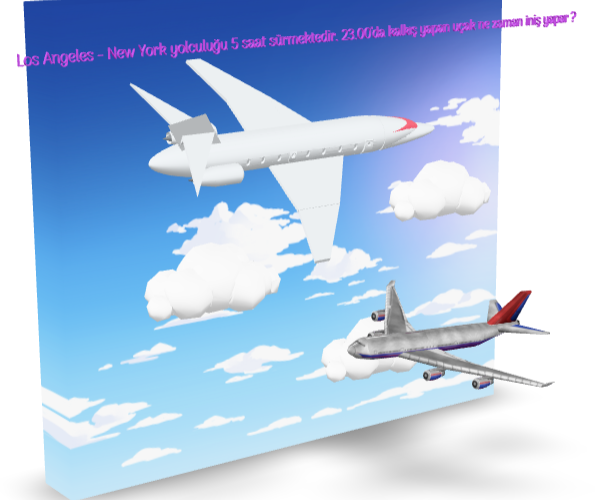 Los Angeles - New York yolculuğu 5 saat sürmektedir. 23.00'da kalkış yapan uçak ne zaman iniş yapar ?